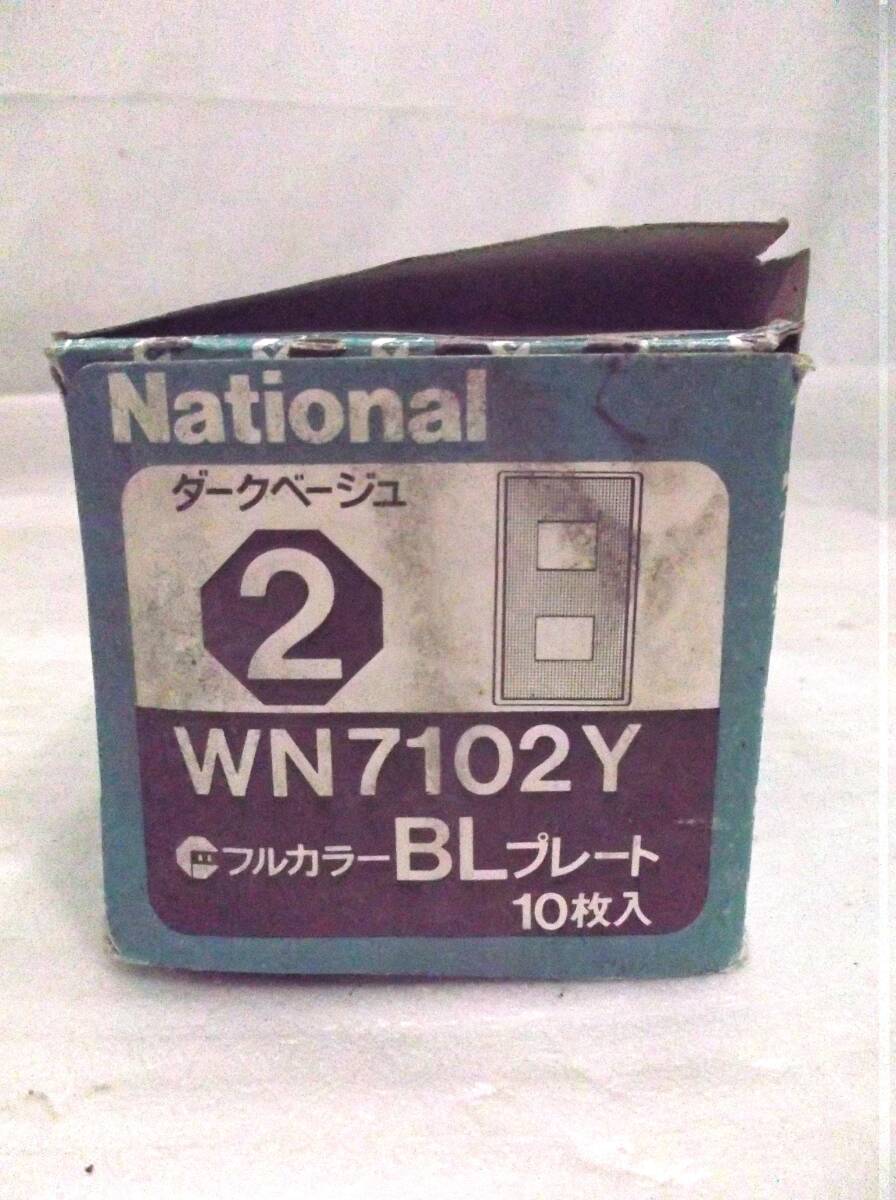 National
ダークベージュ
2
WN7102Y
フルカラーBLプレート
10枚入